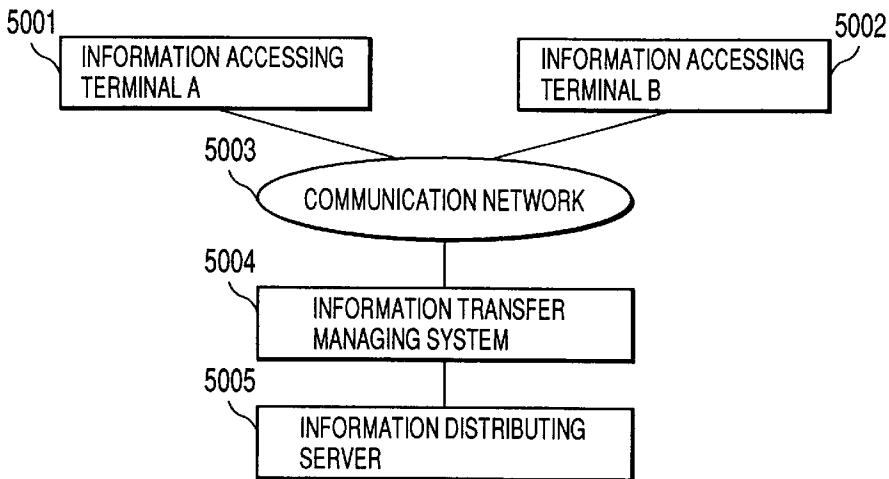 5001
INFORMATION ACCESSING
TERMINAL A
5002
INFORMATION ACCESSING
TERMINAL B
5003
COMMUNICATION NETWORK
5004
INFORMATION TRANSFER
MANAGING SYSTEM
5005
INFORMATION DISTRIBUTING
SERVER